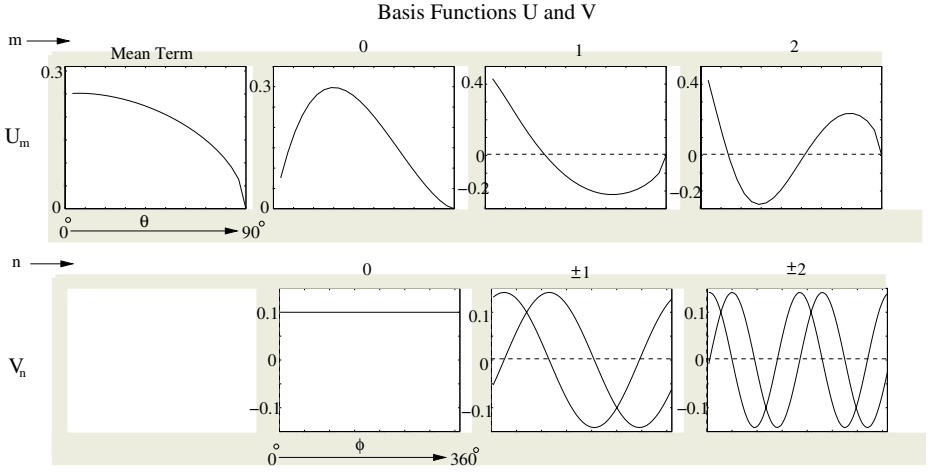 Basis Functions U and V
m
Mean Term 0 1 2
0.3 0.3 0.4 0.4
U_m
0 0
−0.2 −0.2
0 0
0° θ 90°
n
0 ±1 ±2
0.1 0.1 0.1
V_n
0 0 0
−0.1 −0.1 −0.1
0° ϕ 360°